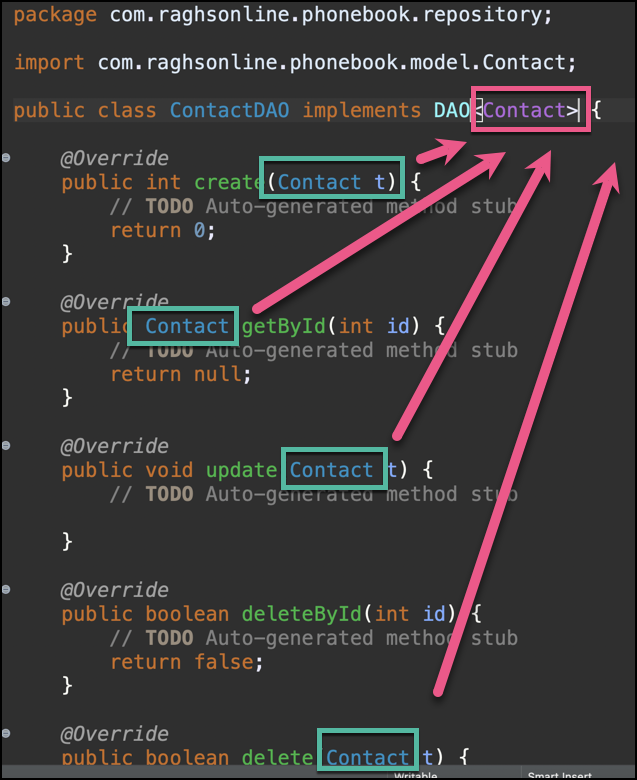 package com.raghsonline.phonebook.repository;
import com.raghsonline.phonebook.model.Contact;
public class ContactDAO implements DAO<Contact> {
@Override
public int create(Contact t) {
// TODO Auto-generated method stub
return 0;
}
@Override
public Contact getById(int id) {
// TODO Auto-generated method stub
return null;
}
@Override
public void update(Contact t) {
// TODO Auto-generated method stub
}
@Override
public boolean deleteById(int id) {
// TODO Auto-generated method stub
return false;
}
@Override
public boolean delete(Contact t) {
Writable Smart Insert